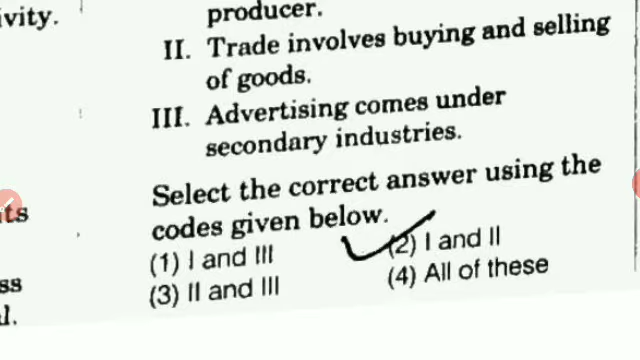 ivity.
producer.
II. Trade involves buying and selling
of goods.
III. Advertising comes under
secondary industries.
Select the correct answer using the
codes given below.
(1) I and III (2) I and II
(3) II and III (4) All of these